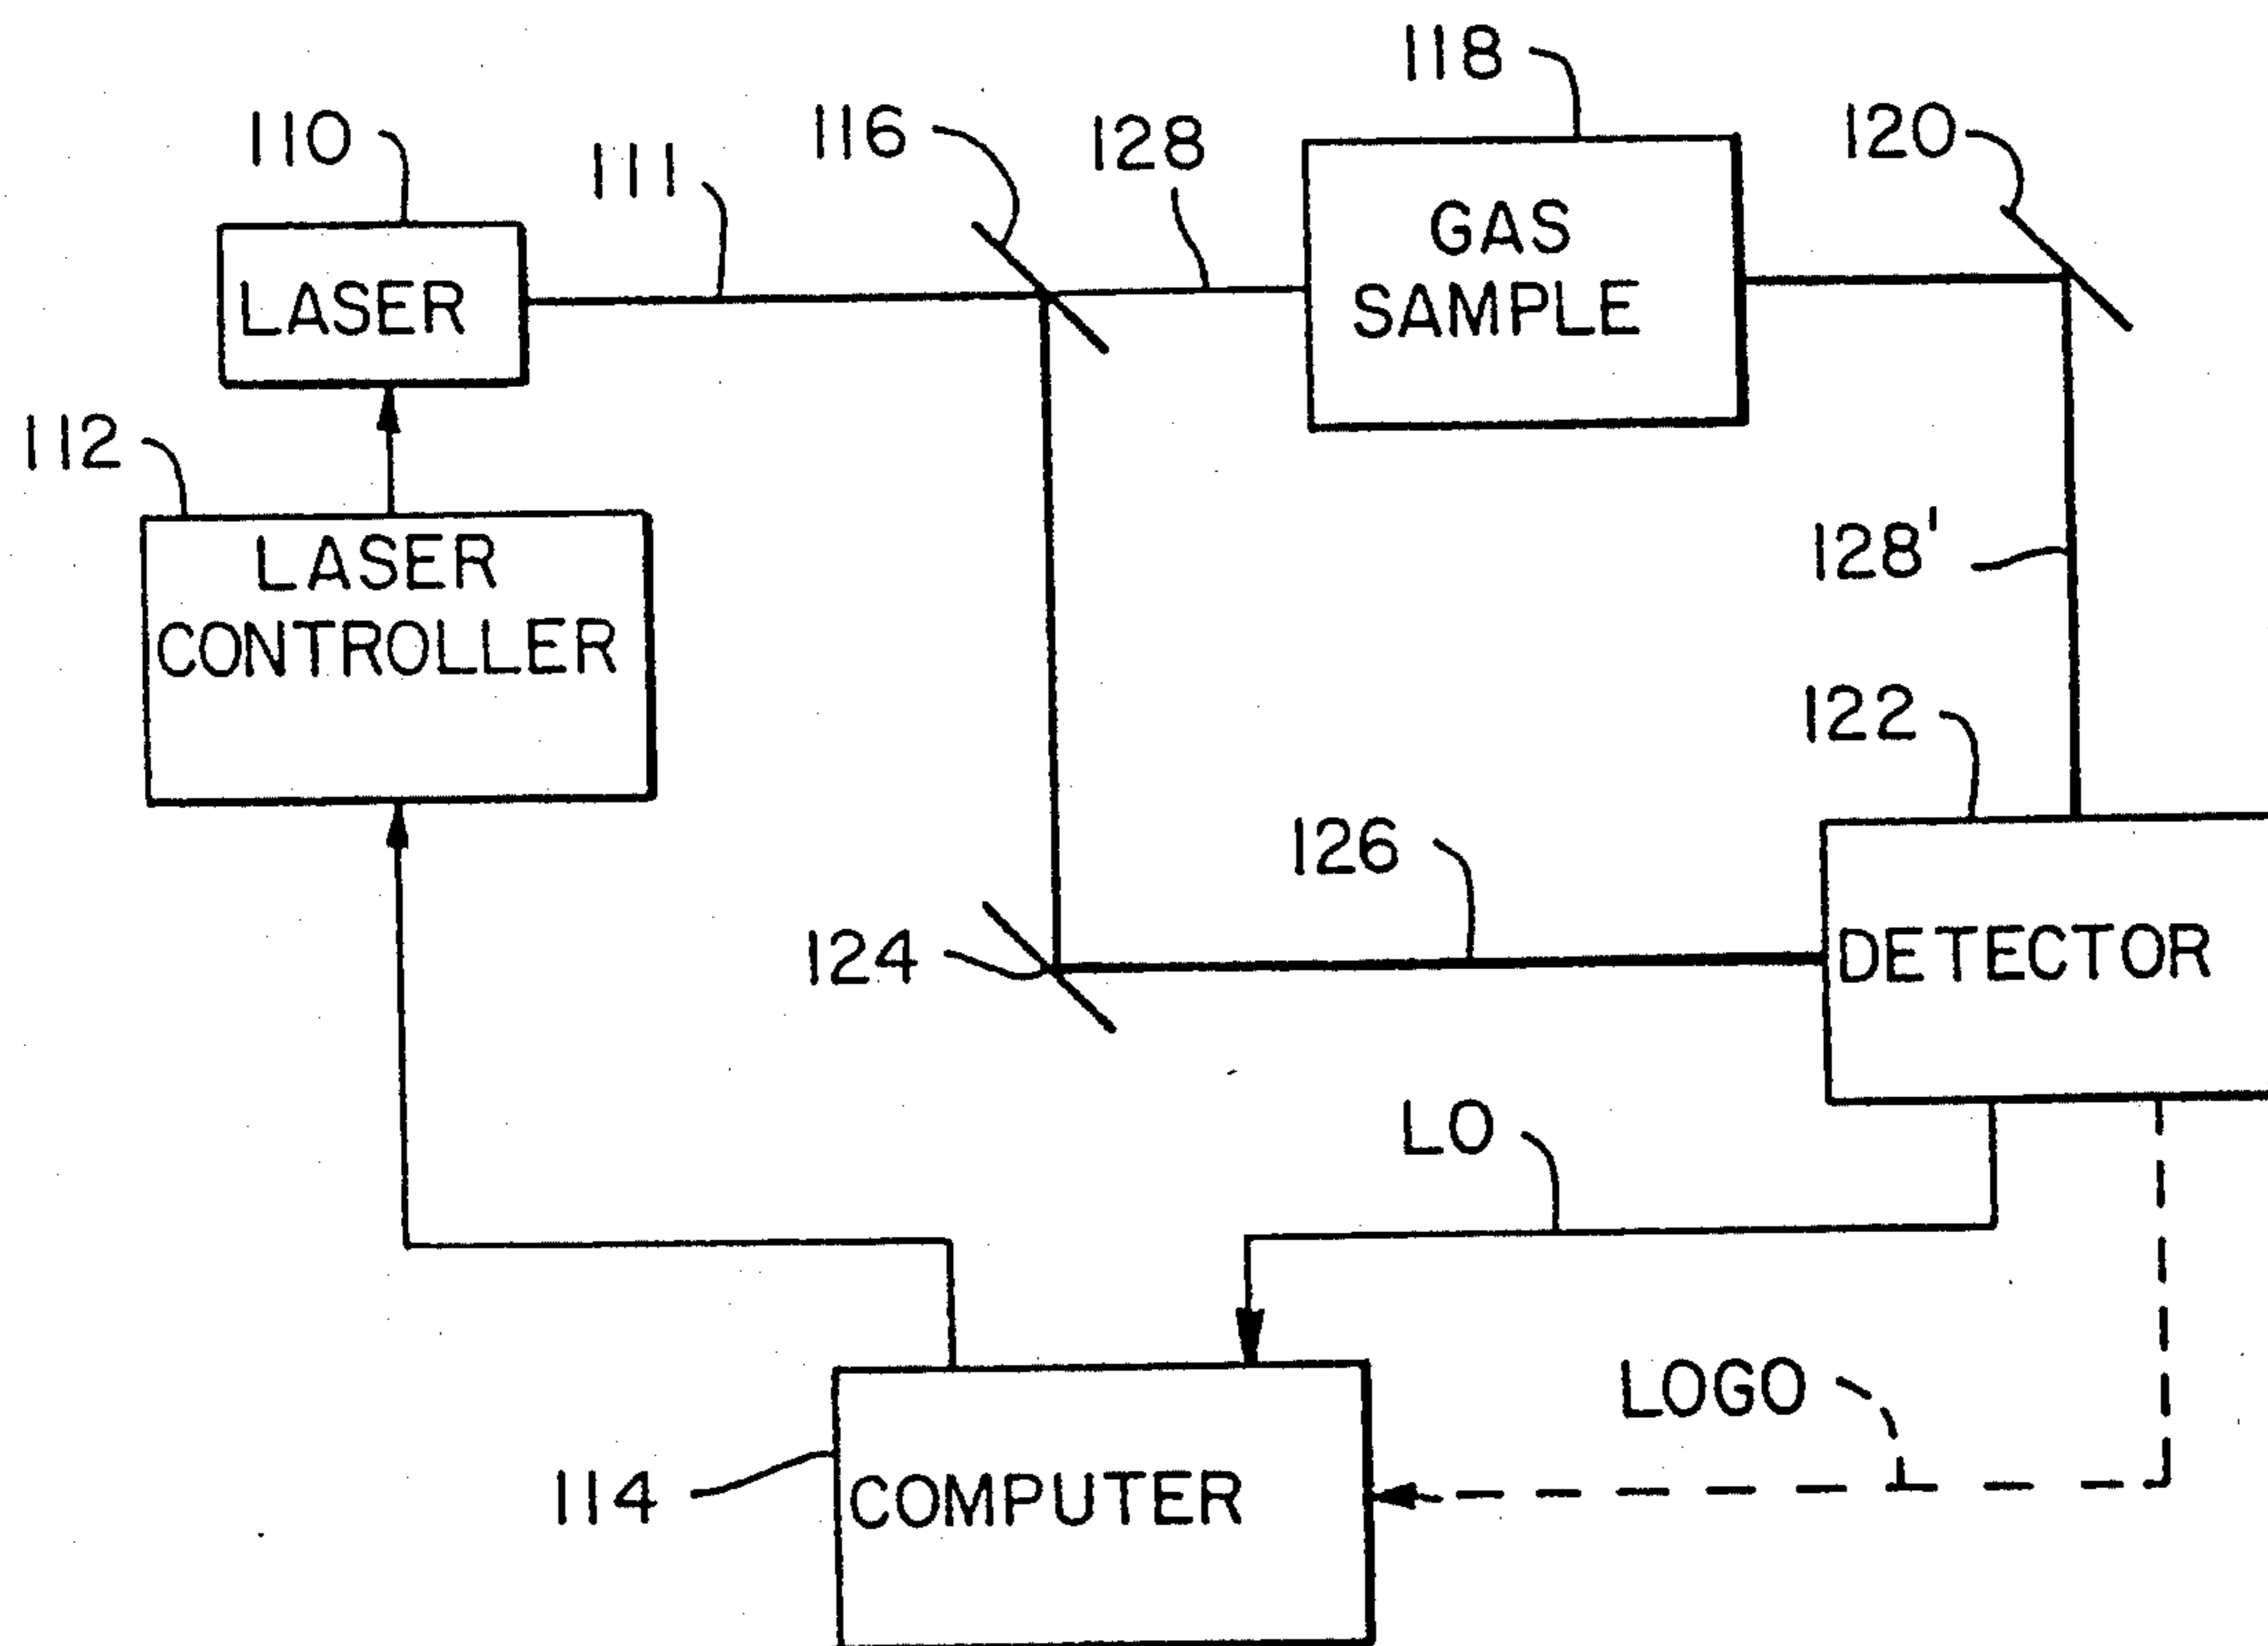 118
110
111
116
128
120
GAS
SAMPLE
LASER
112
LASER
CONTROLLER
128'
122
126
124
DETECTOR
LO
LOGO
114
COMPUTER